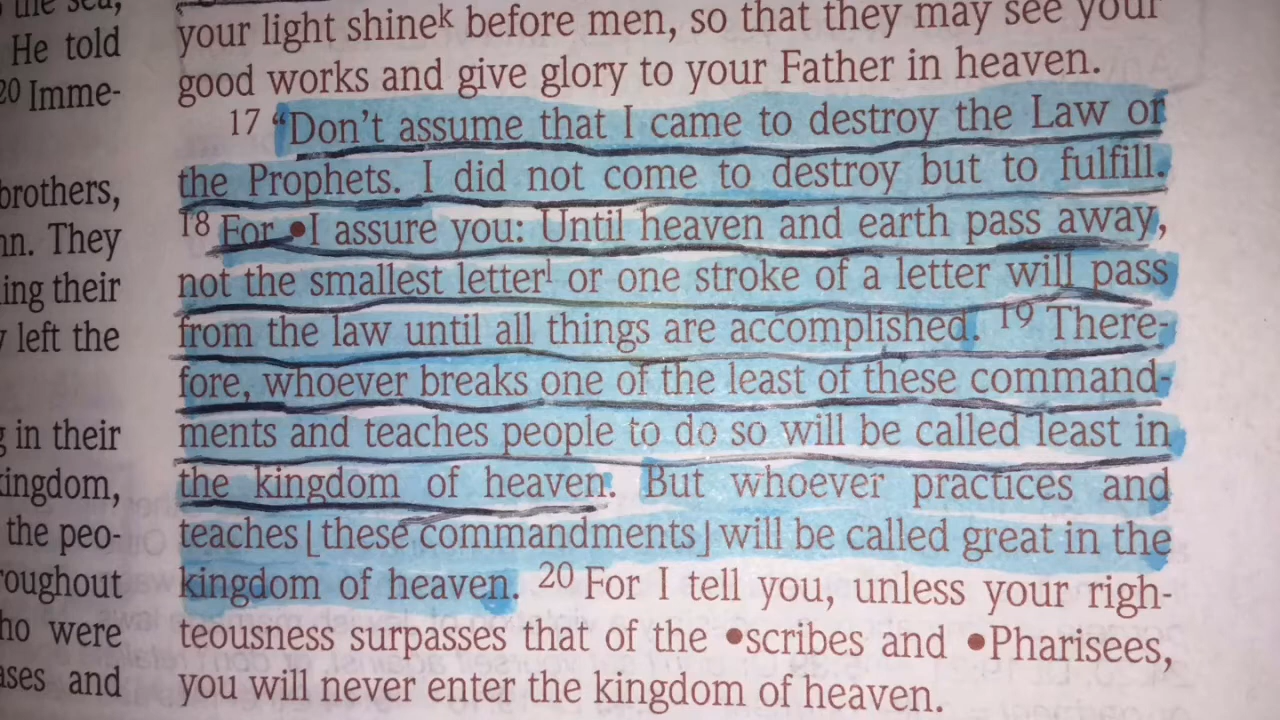 the sea,
He told
20 Imme-
brothers,
They
ing their
left the
in their
kingdom,
the peo-
roughout
ho were
ases and
your light shineᵏ before men, so that they may see your
good works and give glory to your Father in heaven.
17 “Don't assume that I came to destroy the Law or
the Prophets. I did not come to destroy but to fulfill.
18 For •I assure you: Until heaven and earth pass away,
not the smallest letterˡ or one stroke of a letter will pass
from the law until all things are accomplished. 19 There-
fore, whoever breaks one of the least of these command-
ments and teaches people to do so will be called least in
the kingdom of heaven. But whoever practices and
teaches ⌊these commandments⌋ will be called great in the
kingdom of heaven. 20 For I tell you, unless your righ-
teousness surpasses that of the •scribes and •Pharisees,
you will never enter the kingdom of heaven.